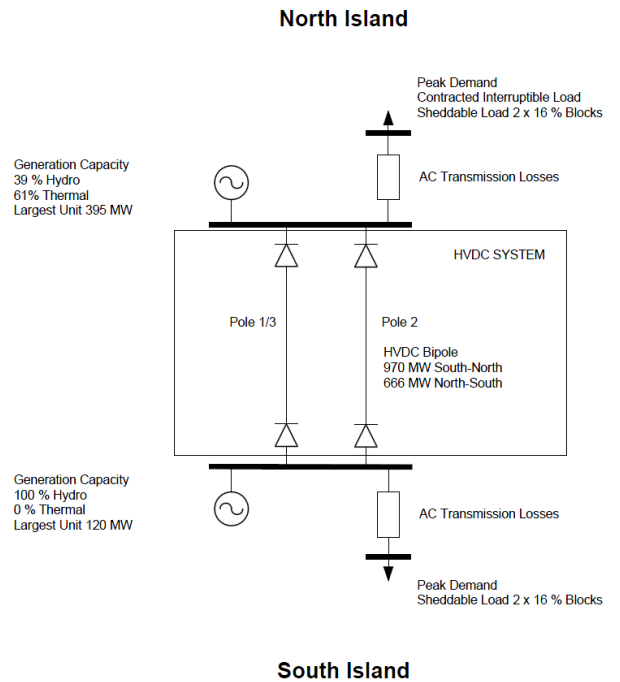 North Island
Peak Demand
Contracted Interruptible Load
Sheddable Load 2 x 16 % Blocks
Generation Capacity
39 % Hydro
61% Thermal
Largest Unit 395 MW
AC Transmission Losses
HVDC SYSTEM
Pole 1/3
Pole 2
HVDC Bipole
970 MW South-North
666 MW North-South
Generation Capacity
100 % Hydro
0 % Thermal
Largest Unit 120 MW
AC Transmission Losses
Peak Demand
Sheddable Load 2 x 16 % Blocks
South Island